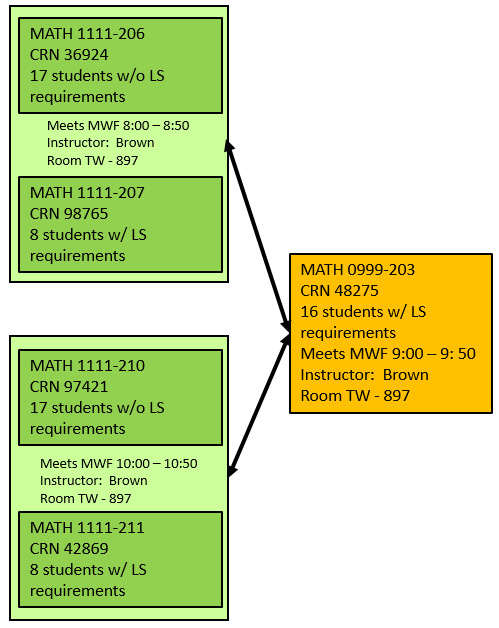 MATH 1111-206
CRN 36924
17 students w/o LS
requirements
Meets MWF 8:00 – 8:50
Instructor:  Brown
Room TW - 897
MATH 1111-207
CRN 98765
8 students w/ LS
requirements
MATH 0999-203
CRN 48275
16 students w/ LS
requirements
Meets MWF 9:00 – 9: 50
Instructor:  Brown
Room TW - 897
MATH 1111-210
CRN 97421
17 students w/o LS
requirements
Meets MWF 10:00 – 10:50
Instructor:  Brown
Room TW - 897
MATH 1111-211
CRN 42869
8 students w/ LS
requirements